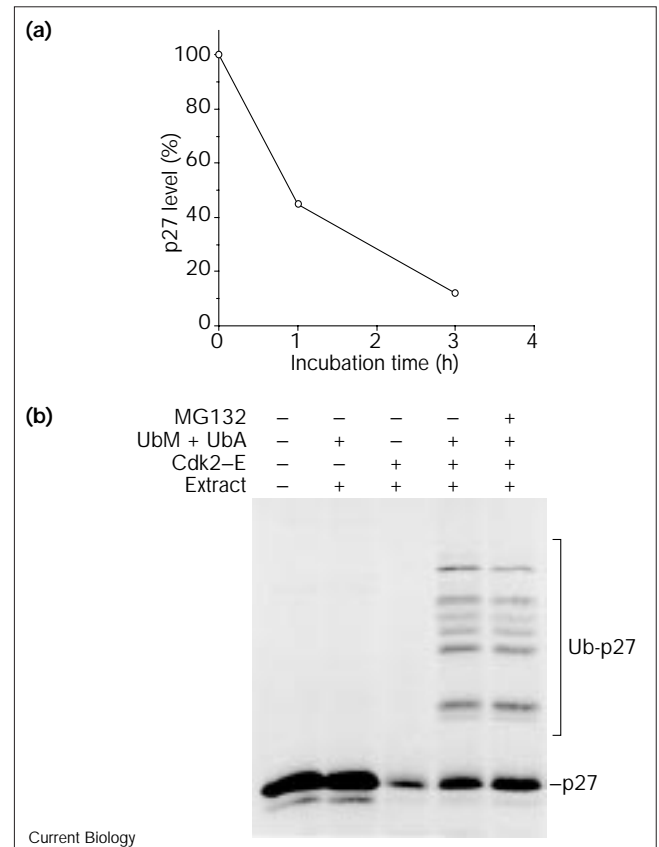 (a)
100
80
60
40
20
0
p27 level (%)
0 1 2 3 4
Incubation time (h)
(b)
MG132 – – – – +
UbM + UbA – + – + +
Cdk2–E – – + + +
Extract – + + + +
Ub-p27
–p27
Current Biology